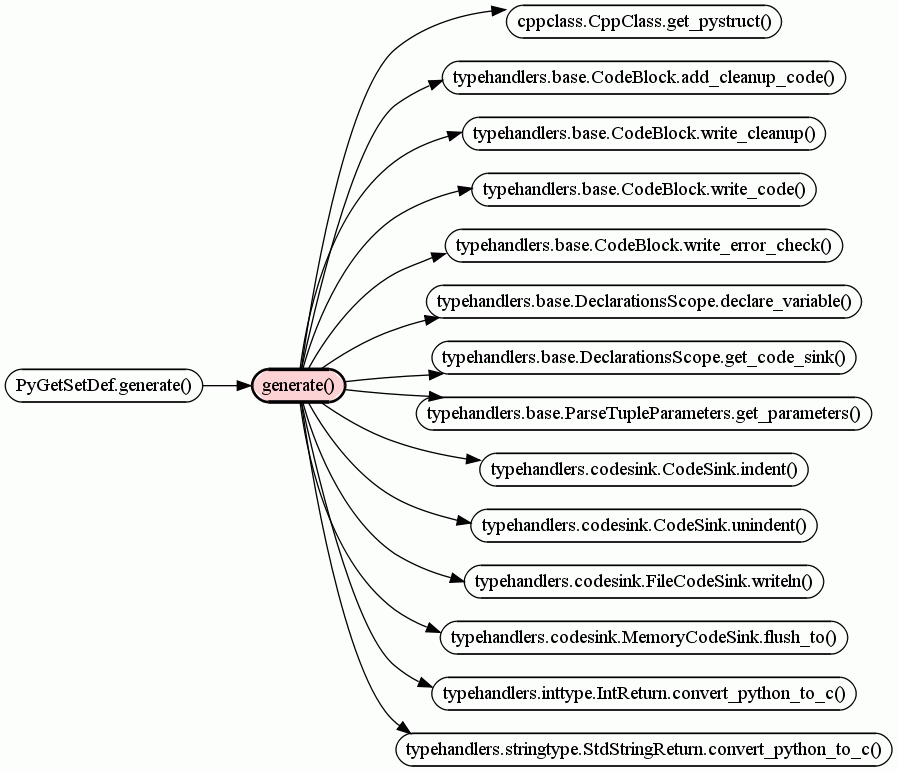 cppclass.CppClass.get_pystruct()
typehandlers.base.CodeBlock.add_cleanup_code()
typehandlers.base.CodeBlock.write_cleanup()
typehandlers.base.CodeBlock.write_code()
typehandlers.base.CodeBlock.write_error_check()
typehandlers.base.DeclarationsScope.declare_variable()
typehandlers.base.DeclarationsScope.get_code_sink()
PyGetSetDef.generate()
generate()
typehandlers.base.ParseTupleParameters.get_parameters()
typehandlers.codesink.CodeSink.indent()
typehandlers.codesink.CodeSink.unindent()
typehandlers.codesink.FileCodeSink.writeln()
typehandlers.codesink.MemoryCodeSink.flush_to()
typehandlers.inttype.IntReturn.convert_python_to_c()
typehandlers.stringtype.StdStringReturn.convert_python_to_c()